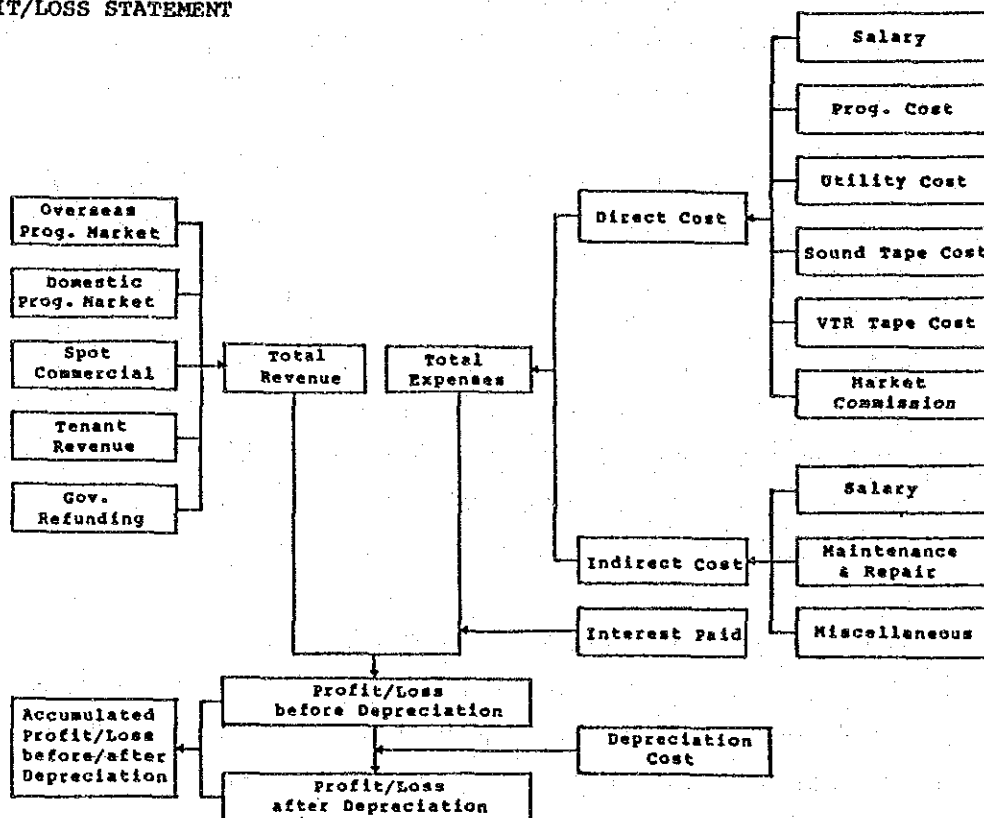 IT/LOSS STATEMENT
Salary
Prog. Cost
Utility Cost
Sound Tape Cost
VTR Tape Cost
Market
Commission
Direct Cost
Overseas
Prog. Market
Domestic
Prog. Market
Spot
Commercial
Tenant
Revenue
Gov.
Refunding
Total
Revenue
Total
Expenses
Salary
Maintenance
& Repair
Miscellaneous
Indirect Cost
Interest Paid
Profit/Loss
before Depreciation
Accumulated
Profit/Loss
before/after
Depreciation
Depreciation
Cost
Profit/Loss
after Depreciation